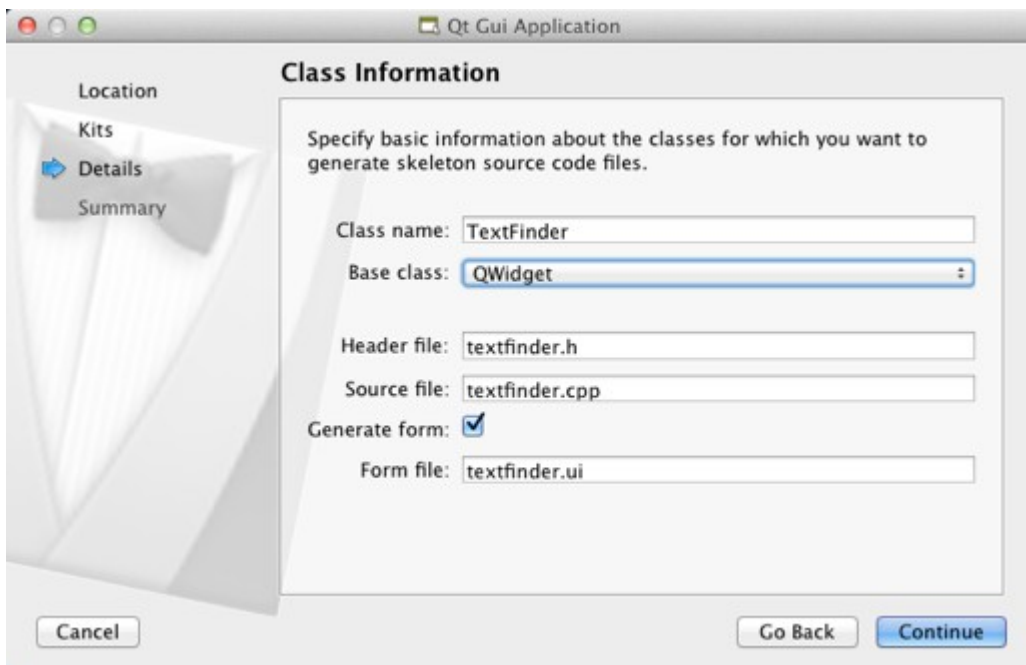 Qt Gui Application
Location
Kits
Details
Summary
Class Information
Specify basic information about the classes for which you want to
generate skeleton source code files.
Class name: TextFinder
Base class: QWidget
Header file: textfinder.h
Source file: textfinder.cpp
Generate form:
Form file: textfinder.ui
Cancel
Go Back
Continue